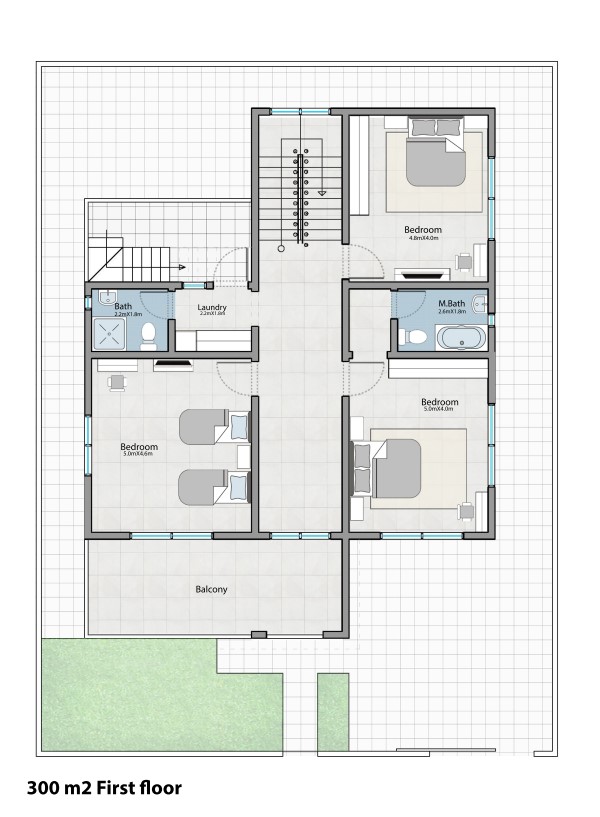 Bedroom
4.8mX4.0m
Bath
2.2mX1.8m
Laundry
2.2mX1.8m
M.Bath
2.6mX1.8m
Bedroom
5.0mX4.0m
Bedroom
5.0mX4.6m
Balcony
300 m2 First floor